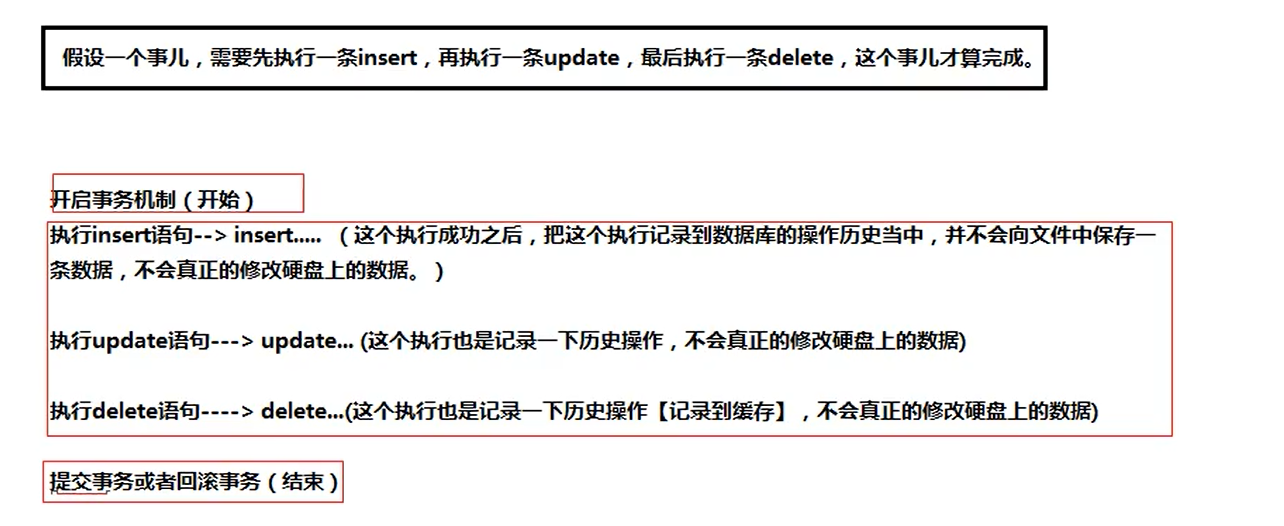 假设一个事儿，需要先执行一条insert，再执行一条update，最后执行一条delete，这个事儿才算完成。
开启事务机制（开始）
执行insert语句--> insert..... （这个执行成功之后，把这个执行记录到数据库的操作历史当中，并不会向文件中保存一
条数据，不会真正的修改硬盘上的数据。）
执行update语句---> update... (这个执行也是记录一下历史操作，不会真正的修改硬盘上的数据)
执行delete语句----> delete...(这个执行也是记录一下历史操作【记录到缓存】，不会真正的修改硬盘上的数据)
提交事务或者回滚事务（结束）